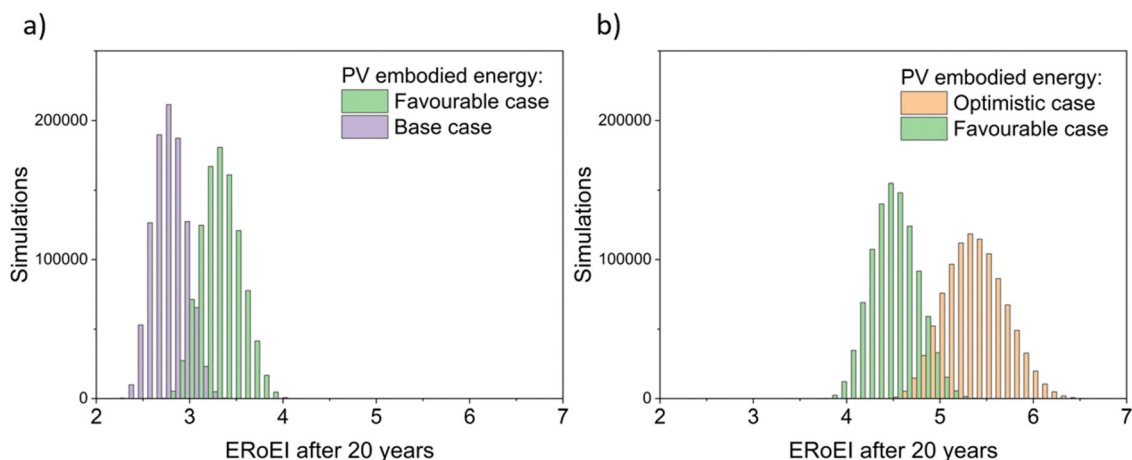 a)
PV embodied energy:
Favourable case
Base case
200000
100000
0
Simulations
2 3 4 5 6 7
ERoEI after 20 years
b)
PV embodied energy:
Optimistic case
Favourable case
200000
100000
0
Simulations
2 3 4 5 6 7
ERoEI after 20 years